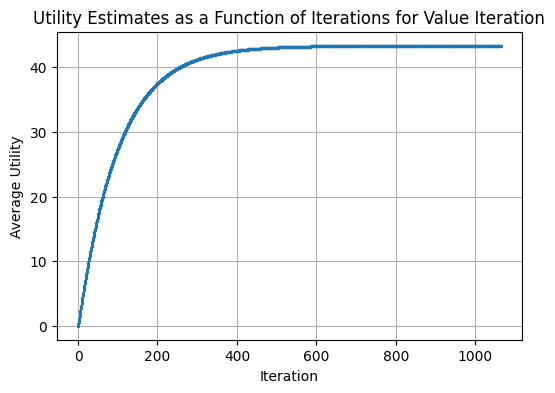 Utility Estimates as a Function of Iterations for Value Iteration
Average Utility
40
30
20
10
0
0 200 400 600 800 1000
Iteration